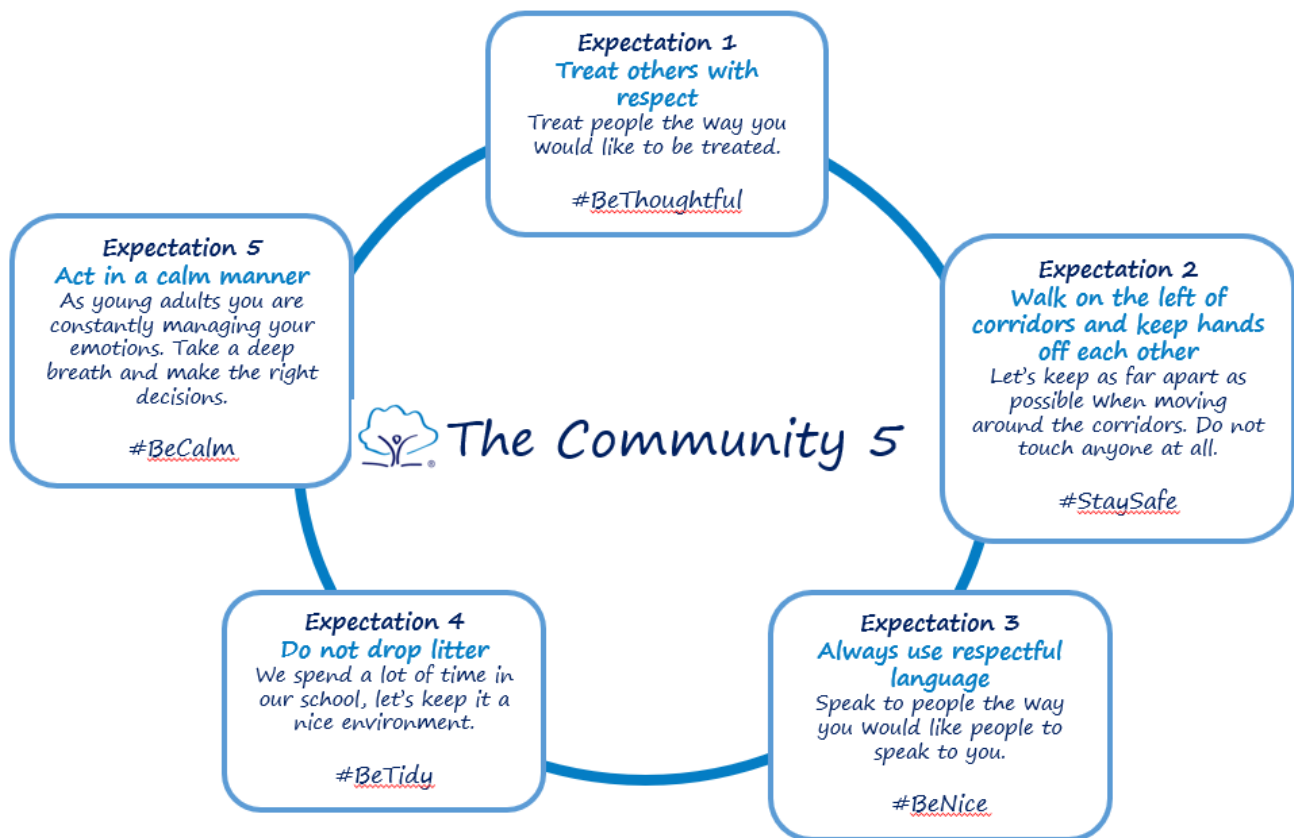 Expectation 1
Treat others with
respect
Treat people the way you
would like to be treated.
#BeThoughtful
Expectation 2
Walk on the left of
corridors and keep hands
off each other
Let's keep as far apart as
possible when moving
around the corridors. Do not
touch anyone at all.
#StaySafe
Expectation 3
Always use respectful
language
Speak to people the way
you would like people to
speak to you.
#BeNice
Expectation 4
Do not drop litter
We spend a lot of time in
our school, let's keep it a
nice environment.
#BeTidy
Expectation 5
Act in a calm manner
As young adults you are
constantly managing your
emotions. Take a deep
breath and make the right
decisions.
#BeCalm
® The Community 5